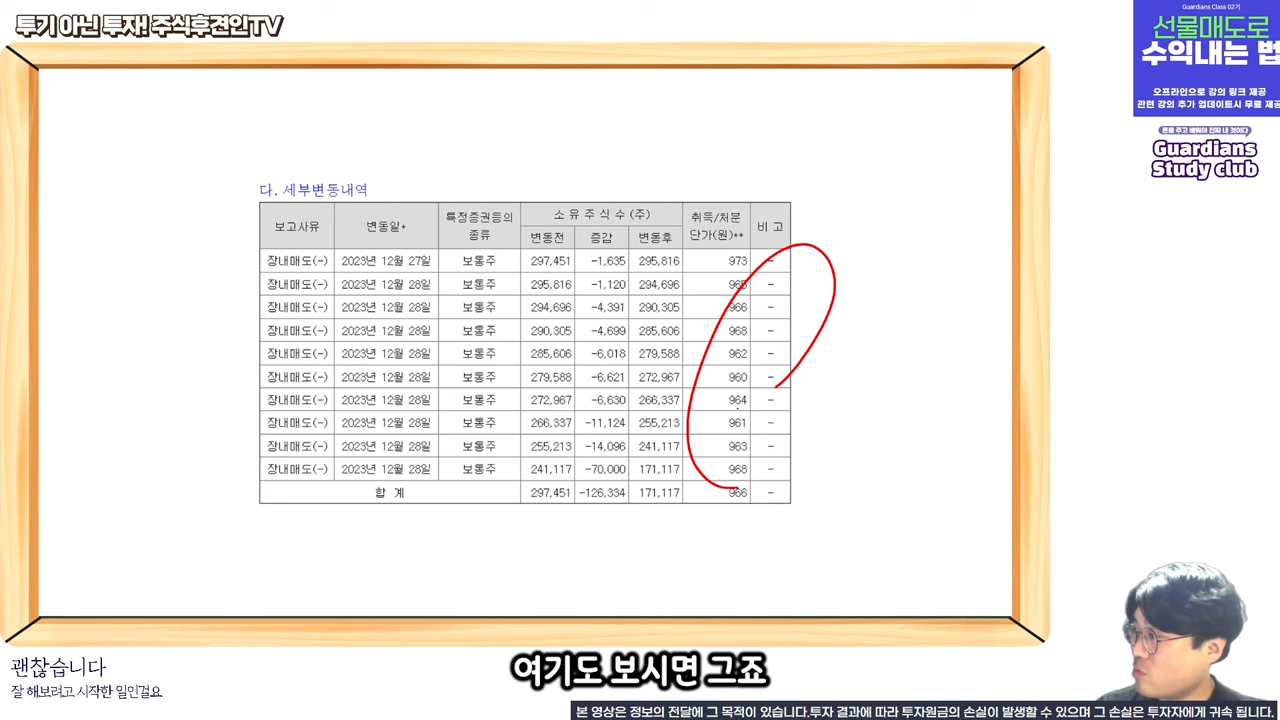 투기 아닌 투자! 주식후견인TV
Guardians Class 02기
선물매도로
수익내는 법
오프라인으로 강의 링크 제공
관련 강의 추가 업데이트시 무료 제공
돈을 주고 배워야 진짜 내 것이다
Guardians
Study club
다. 세부변동내역
보고사유 변동일* 특정증권등의 종류 소 유 주 식 수 (주) 취득/처분 단가(원)** 비 고
변동전 증감 변동후
장내매도(-) 2023년 12월 27일 보통주 297,451 -1,635 295,816 973 -
장내매도(-) 2023년 12월 28일 보통주 295,816 -1,120 294,696 -
장내매도(-) 2023년 12월 28일 보통주 294,696 -4,391 290,305 966 -
장내매도(-) 2023년 12월 28일 보통주 290,305 -4,699 285,606 968 -
장내매도(-) 2023년 12월 28일 보통주 285,606 -6,018 279,588 962 -
장내매도(-) 2023년 12월 28일 보통주 279,588 -6,621 272,967 960 -
장내매도(-) 2023년 12월 28일 보통주 272,967 -6,630 266,337 964 -
장내매도(-) 2023년 12월 28일 보통주 266,337 -11,124 255,213 961 -
장내매도(-) 2023년 12월 28일 보통주 255,213 -14,096 241,117 963 -
장내매도(-) 2023년 12월 28일 보통주 241,117 -70,000 171,117 968 -
합 계 297,451 -126,334 171,117 966 -
괜찮습니다
잘 해보려고 시작한 일인걸요
여기도 보시면 그죠
본 영상은 정보의 전달에 그 목적이 있습니다.투자 결과에 따라 투자원금의 손실이 발생할 수 있으며 그 손실은 투자자에게 귀속 됩니다.